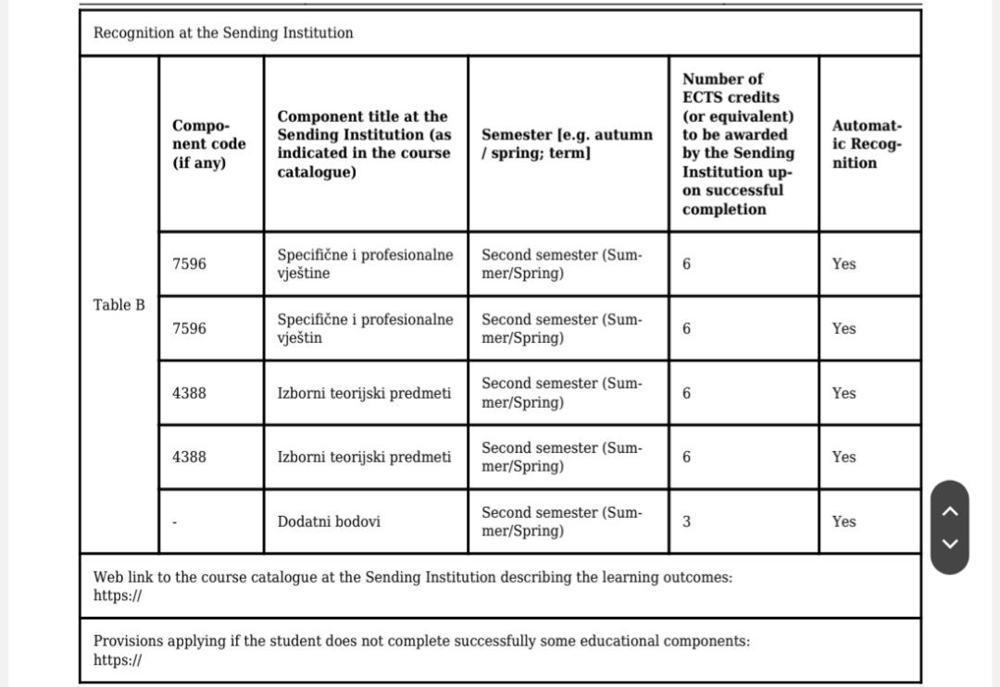 Recognition at the Sending Institution
Compo-
nent code
(if any)
Component title at the
Sending Institution (as
indicated in the course
catalogue)
Semester [e.g. autumn
/ spring; term]
Number of
ECTS credits
(or equivalent)
to be awarded
by the Sending
Institution up-
on successful
completion
Automat-
ic Recog-
nition
Table B
7596
Specifične i profesionalne
vještine
Second semester (Sum-
mer/Spring)
6
Yes
7596
Specifične i profesionalne
vještin
Second semester (Sum-
mer/Spring)
6
Yes
4388
Izborni teorijski predmeti
Second semester (Sum-
mer/Spring)
6
Yes
4388
Izborni teorijski predmeti
Second semester (Sum-
mer/Spring)
6
Yes
-
Dodatni bodovi
Second semester (Sum-
mer/Spring)
3
Yes
Web link to the course catalogue at the Sending Institution describing the learning outcomes:
https://
Provisions applying if the student does not complete successfully some educational components:
https://